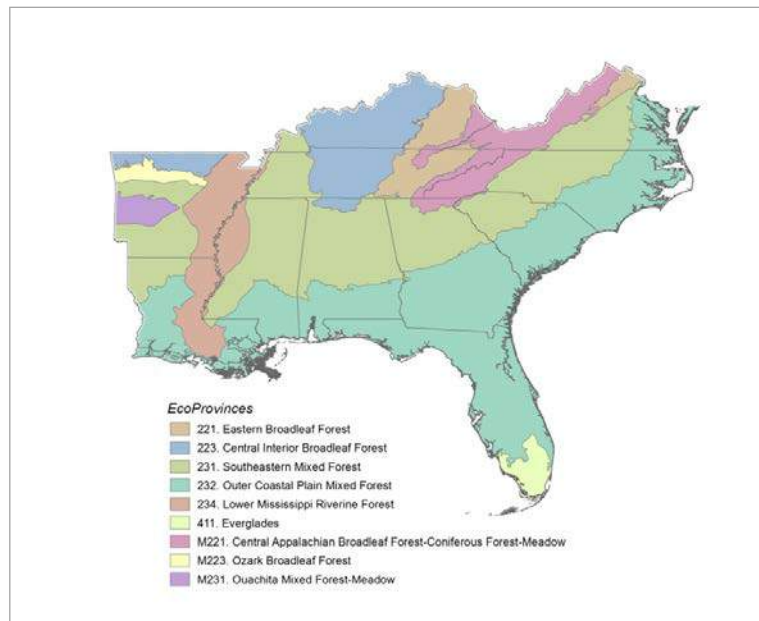 EcoProvinces
221. Eastern Broadleaf Forest
223. Central Interior Broadleaf Forest
231. Southeastern Mixed Forest
232. Outer Coastal Plain Mixed Forest
234. Lower Mississippi Riverine Forest
411. Everglades
M221. Central Appalachian Broadleaf Forest-Coniferous Forest-Meadow
M223. Ozark Broadleaf Forest
M231. Ouachita Mixed Forest-Meadow